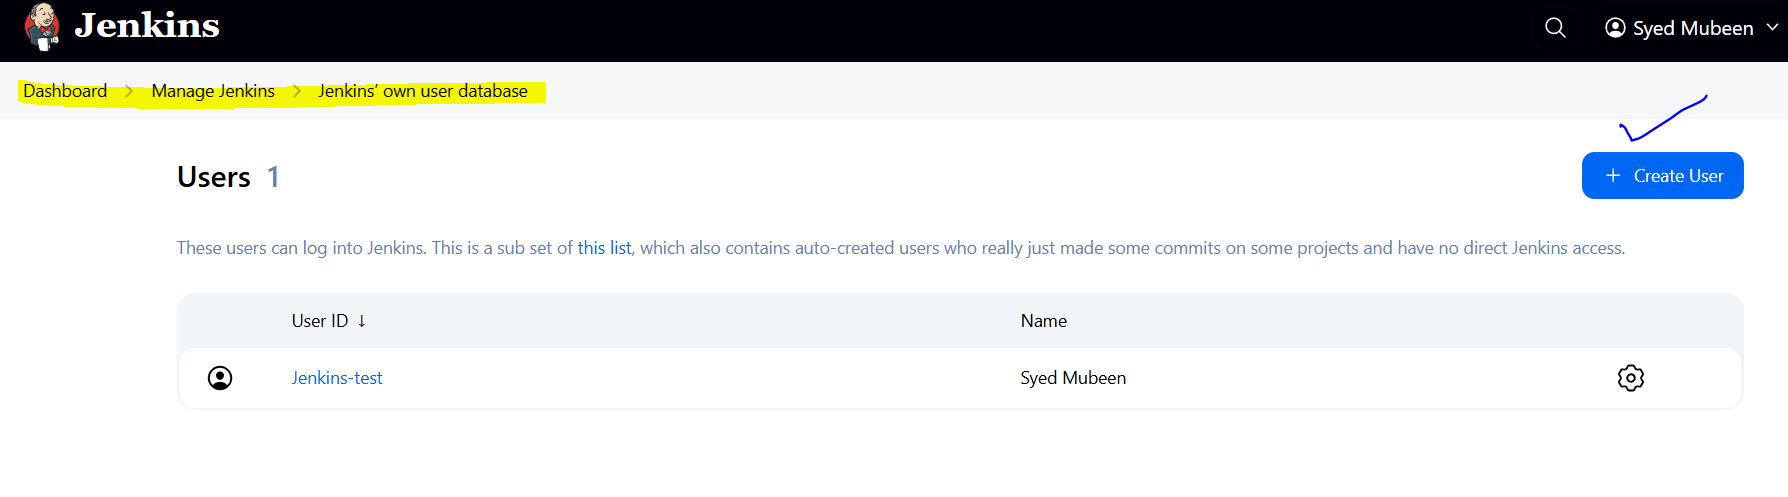 Jenkins
Syed Mubeen
Dashboard > Manage Jenkins > Jenkins’ own user database
Users 1
+ Create User
These users can log into Jenkins. This is a sub set of this list, which also contains auto-created users who really just made some commits on some projects and have no direct Jenkins access.
User ID ↓ Name
Jenkins-test Syed Mubeen